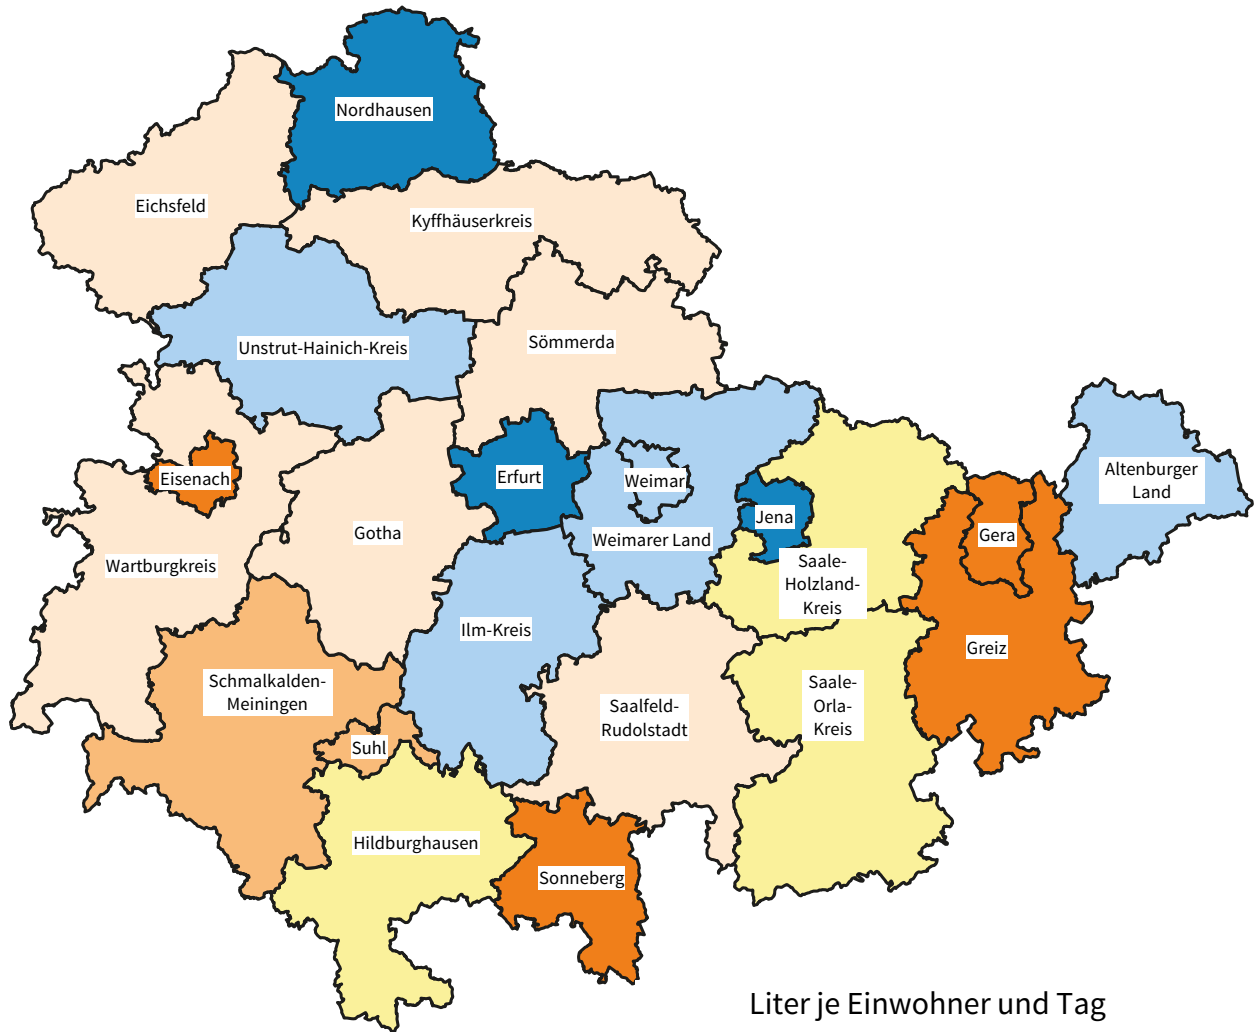 Nordhausen
Eichsfeld
Kyffhäuserkreis
Unstrut-Hainich-Kreis
Sömmerda
Eisenach
Erfurt
Weimar
Altenburger
Land
Gotha
Jena
Gera
Weimarer Land
Wartburgkreis
Saale-
Holzland-
Kreis
Ilm-Kreis
Greiz
Schmalkalden-
Meiningen
Saalfeld-
Rudolstadt
Saale-
Orla-
Kreis
Suhl
Hildburghausen
Sonneberg
Liter je Einwohner und Tag